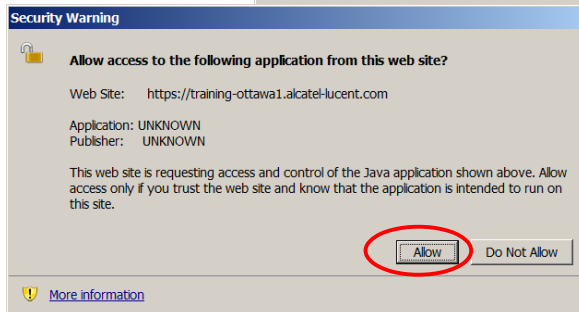 Security Warning
Allow access to the following application from this web site?
Web Site: https://training-ottawa1.alcatel-lucent.com
Application: UNKNOWN
Publisher: UNKNOWN
This web site is requesting access and control of the Java application shown above. Allow
access only if you trust the web site and know that the application is intended to run on
this site.
Allow Do Not Allow
More information